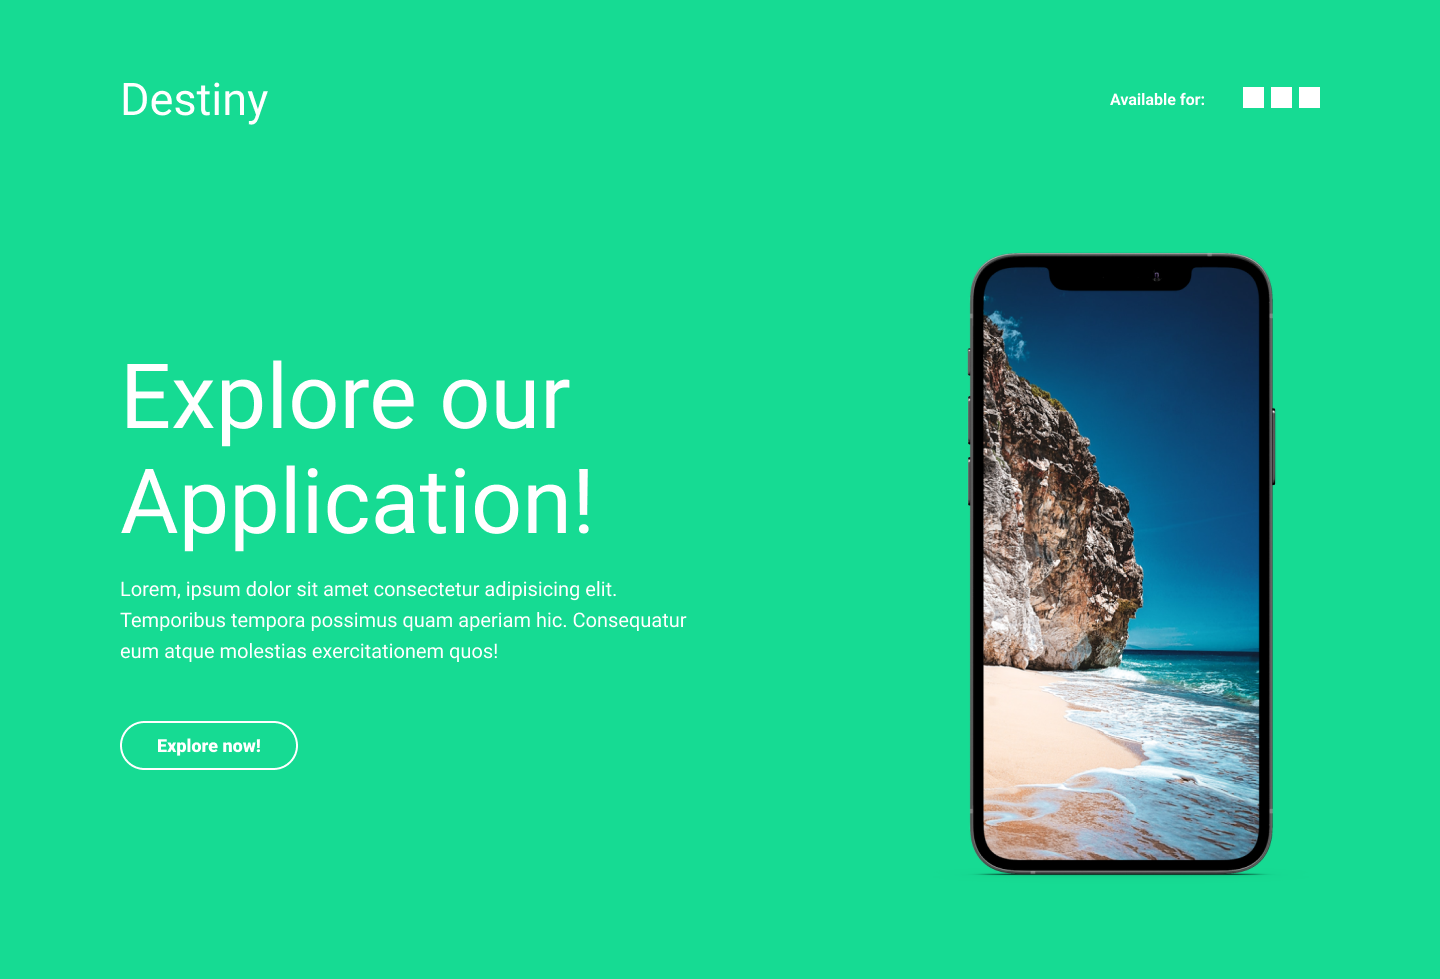 Destiny
Available for:
Explore our
Application!
Lorem, ipsum dolor sit amet consectetur adipisicing elit.
Temporibus tempora possimus quam aperiam hic. Consequatur
eum atque molestias exercitationem quos!
Explore now!